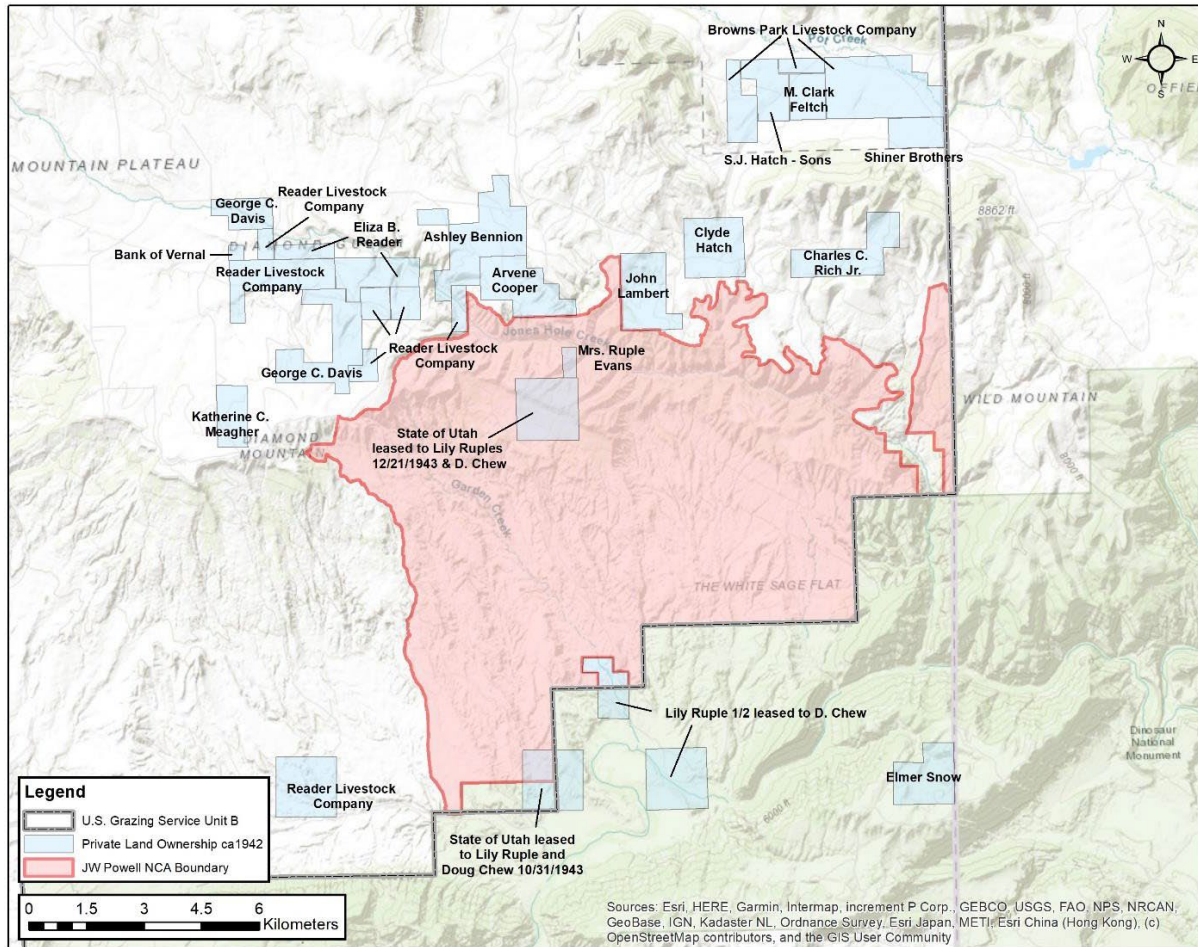 Browns Park Livestock Company
Pot Creek
N
W E
S
M. Clark
Feltch
S.J. Hatch - Sons
Shiner Brothers
MOUNTAIN PLATEAU
George C.
Davis
Reader Livestock
Company
Eliza B.
Reader
Ashley Bennion
Bank of Vernal
Reader Livestock
Company
Arvene
Cooper
John
Lambert
Clyde
Hatch
8862 ft
Charles C.
Rich Jr.
8000 ft
Jones Hole Creek
Reader Livestock
Company
George C. Davis
Mrs. Ruple
Evans
Katherine C.
Meagher
DIAMOND
MOUNTAIN
State of Utah
leased to Lily Ruples
12/21/1943 & D. Chew
WILD MOUNTAIN
8000 ft
Garden Creek
THE WHITE SAGE FLAT
Lily Ruple 1/2 leased to D. Chew
Dinosaur
National
Monument
Reader Livestock
Company
Elmer Snow
6000 ft
State of Utah leased
to Lily Ruple and
Doug Chew 10/31/1943
Legend
U.S. Grazing Service Unit B
Private Land Ownership ca1942
JW Powell NCA Boundary
0 1.5 3 4.5 6
Kilometers
Sources: Esri, HERE, Garmin, Intermap, increment P Corp., GEBCO, USGS, FAO, NPS, NRCAN,
GeoBase, IGN, Kadaster NL, Ordnance Survey, Esri Japan, METI, Esri China (Hong Kong), (c)
OpenStreetMap contributors, and the GIS User Community